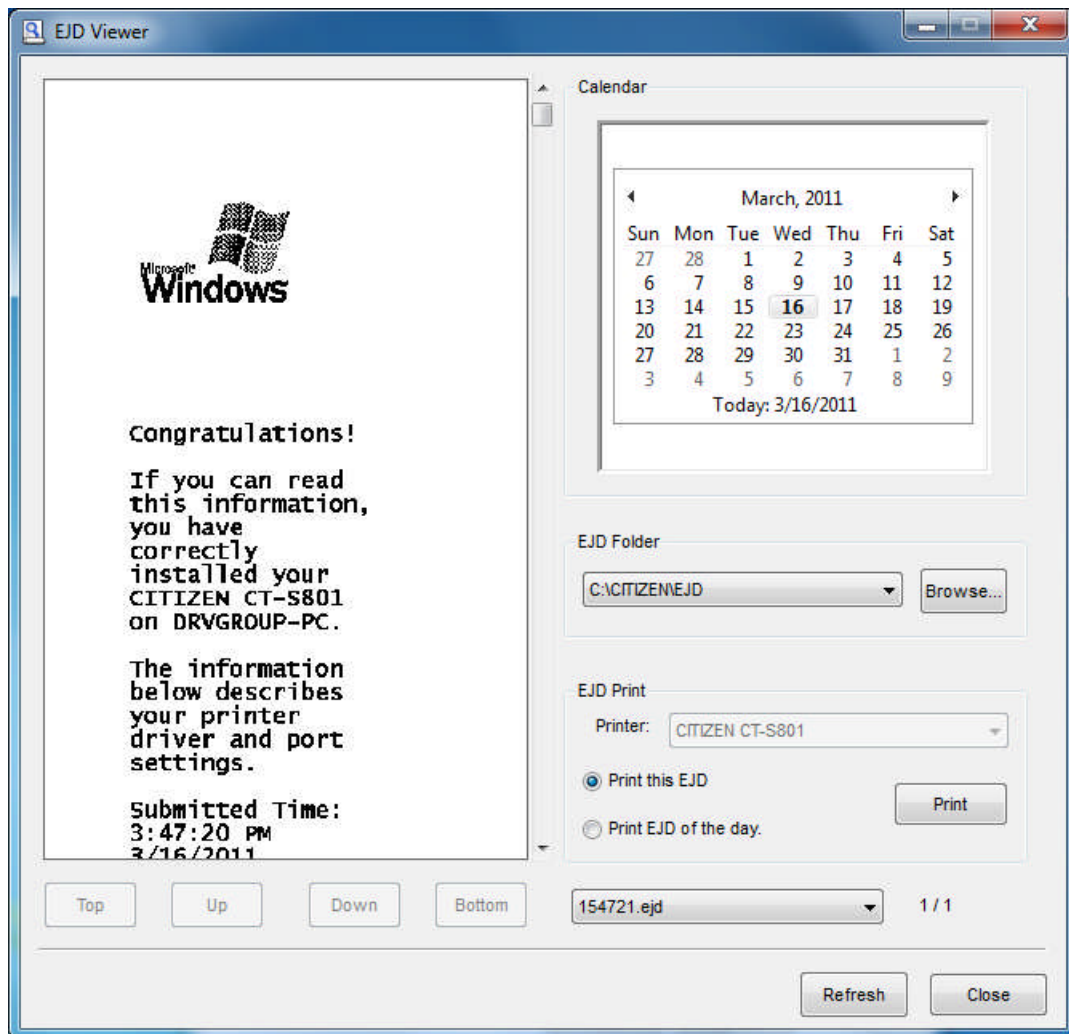 EJD Viewer
Microsoft
Windows
Congratulations!
If you can read
this information,
you have
correctly
installed your
CITIZEN CT-S801
on DRVGROUP-PC.
The information
below describes
your printer
driver and port
settings.
Submitted Time:
3:47:20 PM
3/16/2011
Top Up Down Bottom
Calendar
March, 2011
Sun Mon Tue Wed Thu Fri Sat
27 28 1 2 3 4 5
6 7 8 9 10 11 12
13 14 15 16 17 18 19
20 21 22 23 24 25 26
27 28 29 30 31 1 2
3 4 5 6 7 8 9
Today: 3/16/2011
EJD Folder
C:\CITIZEN\EJD Browse...
EJD Print
Printer: CITIZEN CT-S801
Print this EJD
Print EJD of the day.
Print
154721.ejd 1 / 1
Refresh Close